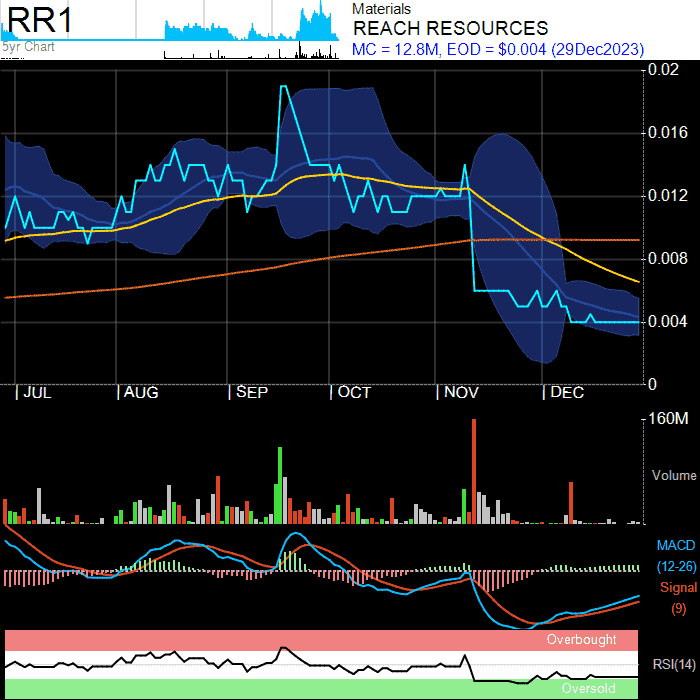 RR1
5yr Chart
Materials
REACH RESOURCES
MC = 12.8M, EOD = $0.004 (29Dec2023)
0.02
0.016
0.012
0.008
0.004
0
JUL AUG SEP OCT NOV DEC
160M
Volume
MACD
(12-26)
Signal
(9)
Overbought
RSI(14)
Oversold